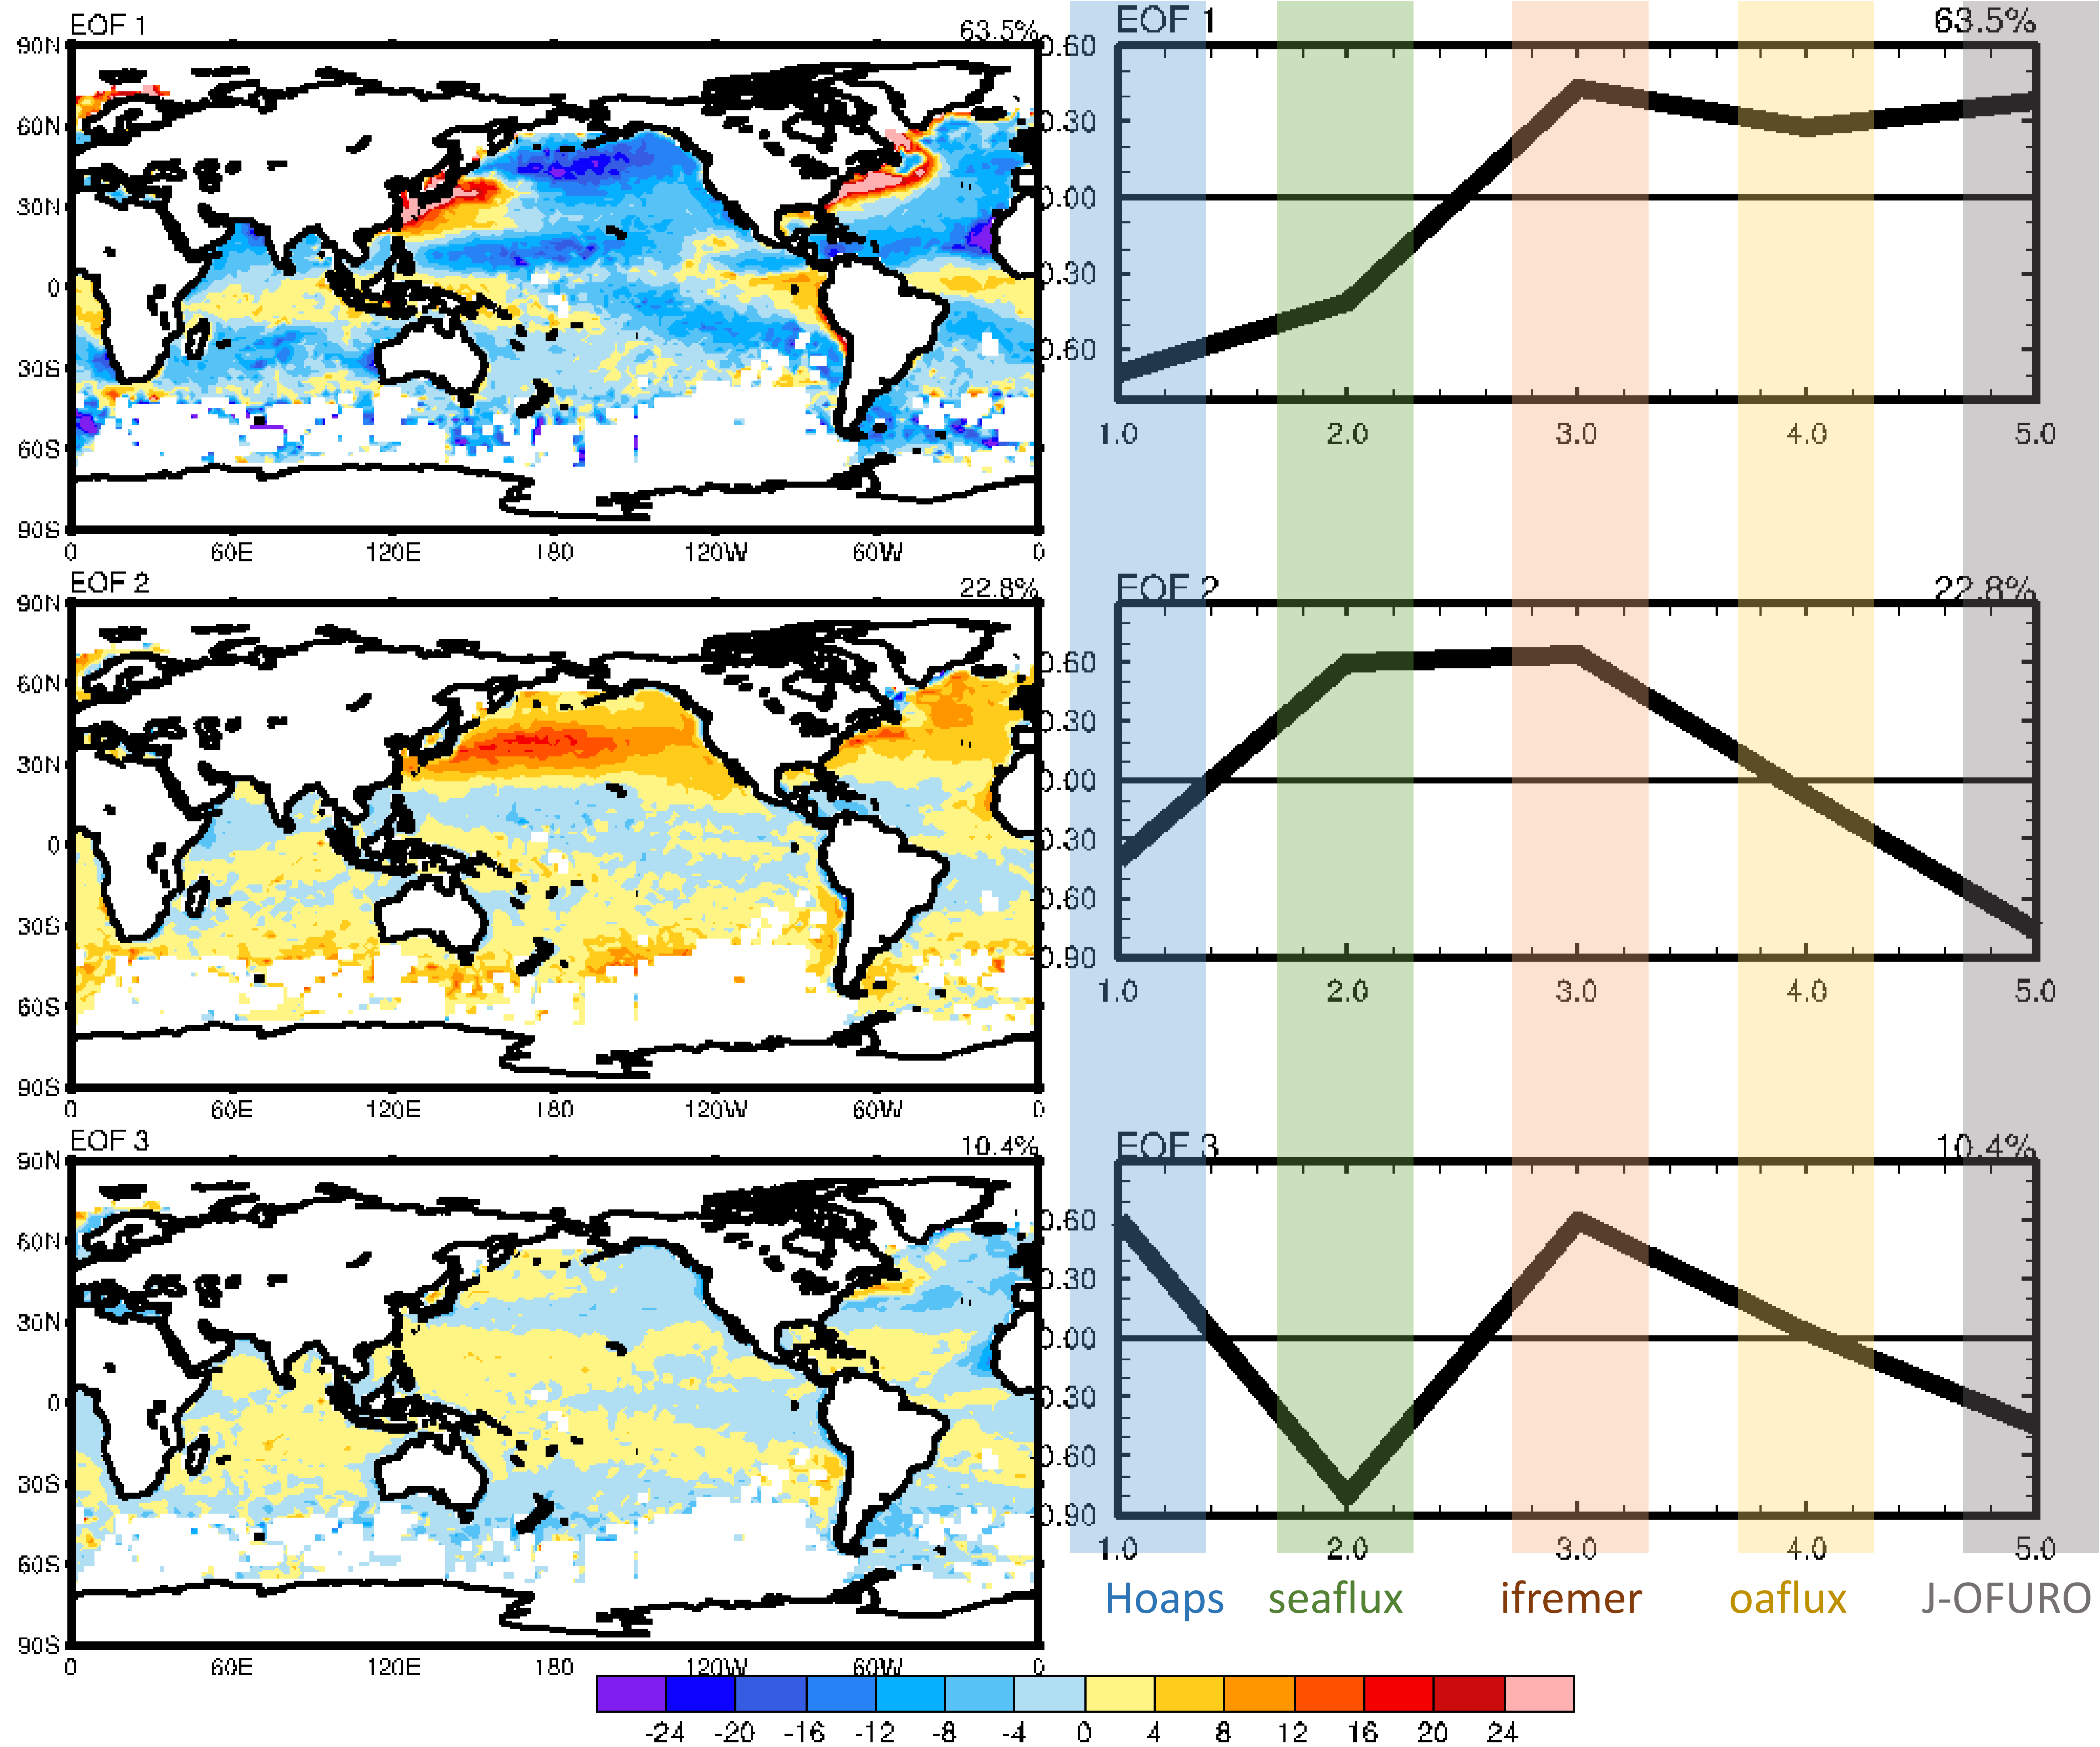 EOF 1 63.5%
90N
60N
30N
0
30S
60S
90S
0 60E 120E 180 120W 60W 0
EOF 1 63.5%
0.60
0.30
0.00
0.30
0.60
1.0 2.0 3.0 4.0 5.0
EOF 2 22.8%
90N
60N
30N
0
30S
60S
90S
0 60E 120E 180 120W 60W 0
EOF 2 22.8%
0.60
0.30
0.00
0.30
0.60
0.90
1.0 2.0 3.0 4.0 5.0
EOF 3 10.4%
90N
60N
30N
0
30S
60S
90S
0 60E 120E 180 120W 60W 0
EOF 3 10.4%
0.60
0.30
0.00
0.30
0.60
0.90
1.0 2.0 3.0 4.0 5.0
Hoaps seaflux ifremer oaflux J-OFURO
-24 -20 -16 -12 -8 -4 0 4 8 12 16 20 24